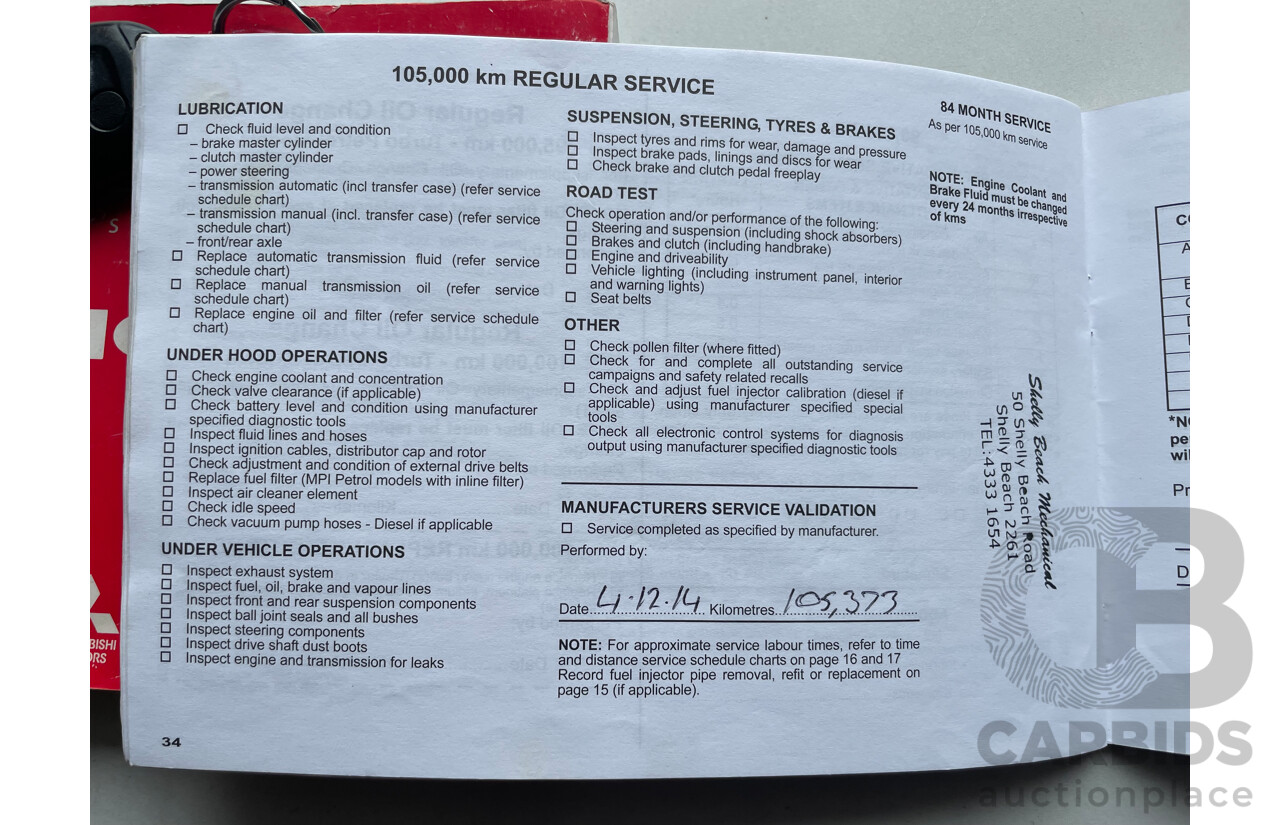 105,000 km REGULAR SERVICE
LUBRICATION
Check fluid level and condition
– brake master cylinder
– clutch master cylinder
– power steering
– transmission automatic (incl transfer case) (refer service
schedule chart)
– transmission manual (incl. transfer case) (refer service
schedule chart)
– front/rear axle
Replace automatic transmission fluid (refer service
schedule chart)
Replace manual transmission oil (refer service
schedule chart)
Replace engine oil and filter (refer service schedule
chart)
UNDER HOOD OPERATIONS
Check engine coolant and concentration
Check valve clearance (if applicable)
Check battery level and condition using manufacturer
specified diagnostic tools
Inspect fluid lines and hoses
Inspect ignition cables, distributor cap and rotor
Check adjustment and condition of external drive belts
Replace fuel filter (MPI Petrol models with inline filter)
Inspect air cleaner element
Check idle speed
Check vacuum pump hoses - Diesel if applicable
UNDER VEHICLE OPERATIONS
Inspect exhaust system
Inspect fuel, oil, brake and vapour lines
Inspect front and rear suspension components
Inspect ball joint seals and all bushes
Inspect steering components
Inspect drive shaft dust boots
Inspect engine and transmission for leaks
34
SUSPENSION, STEERING, TYRES & BRAKES
Inspect tyres and rims for wear, damage and pressure
Inspect brake pads, linings and discs for wear
Check brake and clutch pedal freeplay
ROAD TEST
Check operation and/or performance of the following:
Steering and suspension (including shock absorbers)
Brakes and clutch (including handbrake)
Engine and driveability
Vehicle lighting (including instrument panel, interior
and warning lights)
Seat belts
OTHER
Check pollen filter (where fitted)
Check for and complete all outstanding service
campaigns and safety related recalls
Check and adjust fuel injector calibration (diesel if
applicable) using manufacturer specified special
tools
Check all electronic control systems for diagnosis
output using manufacturer specified diagnostic tools
MANUFACTURERS SERVICE VALIDATION
Service completed as specified by manufacturer.
Performed by:
Date 4.12.14 Kilometres 105,373
NOTE: For approximate service labour times, refer to time
and distance service schedule charts on page 16 and 17
Record fuel injector pipe removal, refit or replacement on
page 15 (if applicable).
84 MONTH SERVICE
As per 105,000 km service
NOTE: Engine Coolant and
Brake Fluid must be changed
every 24 months irrespective
of kms
Shelly Beach Mechanical
50 Shelly Beach Road
Shelly Beach 2261
TEL:4333 1654
CARBIDS
auctionplace